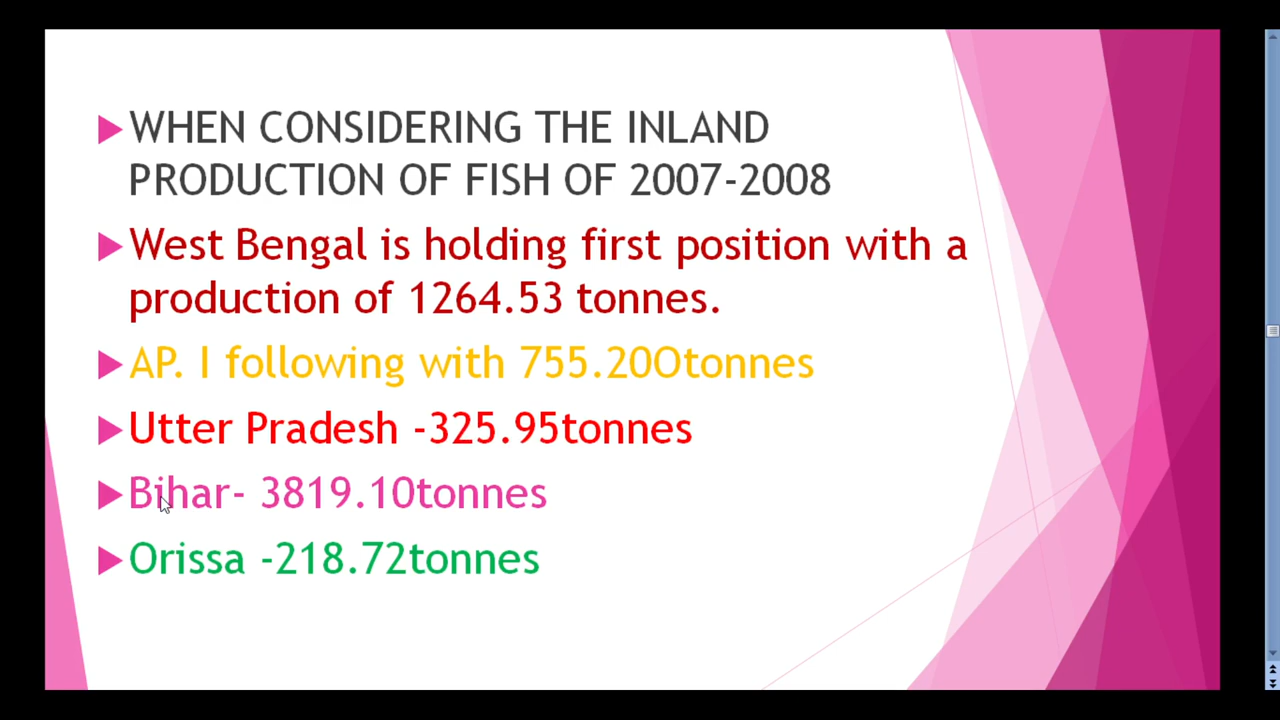 WHEN CONSIDERING THE INLAND
PRODUCTION OF FISH OF 2007-2008
West Bengal is holding first position with a
production of 1264.53 tonnes.
AP. I following with 755.20Otonnes
Utter Pradesh -325.95tonnes
Bihar- 3819.10tonnes
Orissa -218.72tonnes